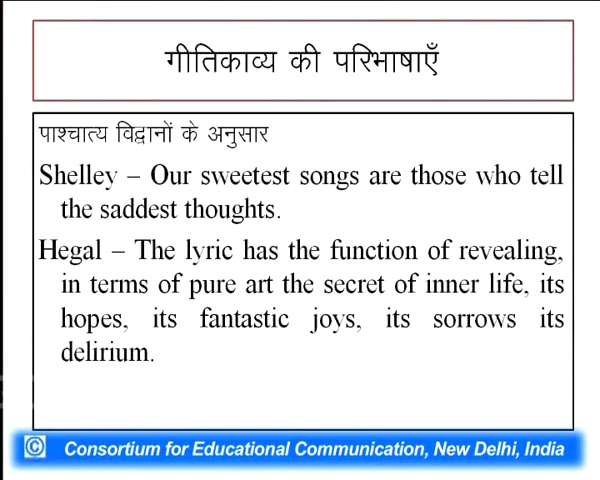 गीतिकाव्य की परिभाषाएँ
पाश्चात्य विद्वानों के अनुसार
Shelley – Our sweetest songs are those who tell
the saddest thoughts.
Hegal – The lyric has the function of revealing,
in terms of pure art the secret of inner life, its
hopes, its fantastic joys, its sorrows its
delirium.
© Consortium for Educational Communication, New Delhi, India